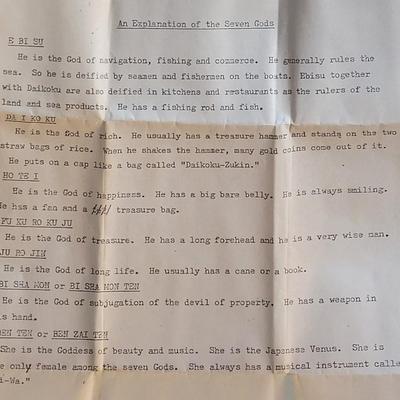 An Explanation of the Seven Gods
E BI SU
He is the God of navigation, fishing and commerce. He generally rules the
sea. So he is deified by seamen and fishermen on the boats. Ebisu together
with Daikoku are also deified in kitchens and restaurants as the rulers of the
land and sea products. He has a fishing rod and fish.
DA I KO KU
He is the God of rich. He usually has a treasure hammer and stands on the two
straw bags of rice. When he shakes the hammer, many gold coins come out of it.
He puts on a cap like a bag called "Daikoku-Zukin."
HO TE I
He is the God of happiness. He has a big bare belly. He is always smiling.
He has a fan and a treasure bag.
FU KU RO KU JU
He is the God of treasure. He has a long forehead and he is a very wise man.
JU RO JIN
He is the God of long life. He usually has a cane or a book.
BI SHA MON or BI SHA MON TEN
He is the God of subjugation of the devil of property. He has a weapon in
is hand.
BEN TEN or BEN ZAI TEN
She is the Goddess of beauty and music. She is the Japanese Venus. She is
e only female among the seven Gods. She always has a musical instrument calle
i-Wa."